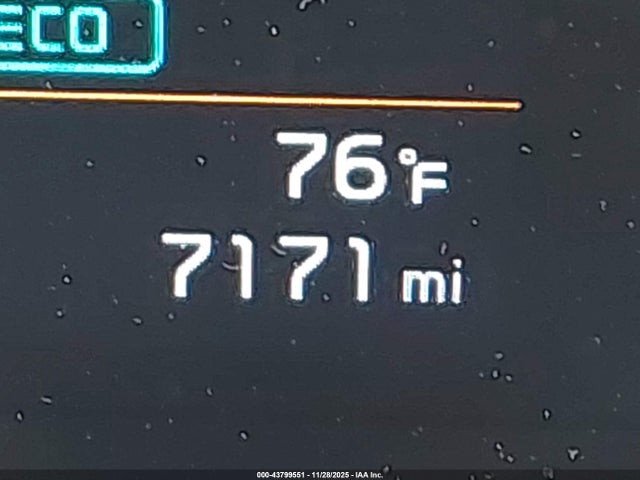 ECO
76°F
7171 mi
000-43799551 - 11/28/2025 - IAA Inc.